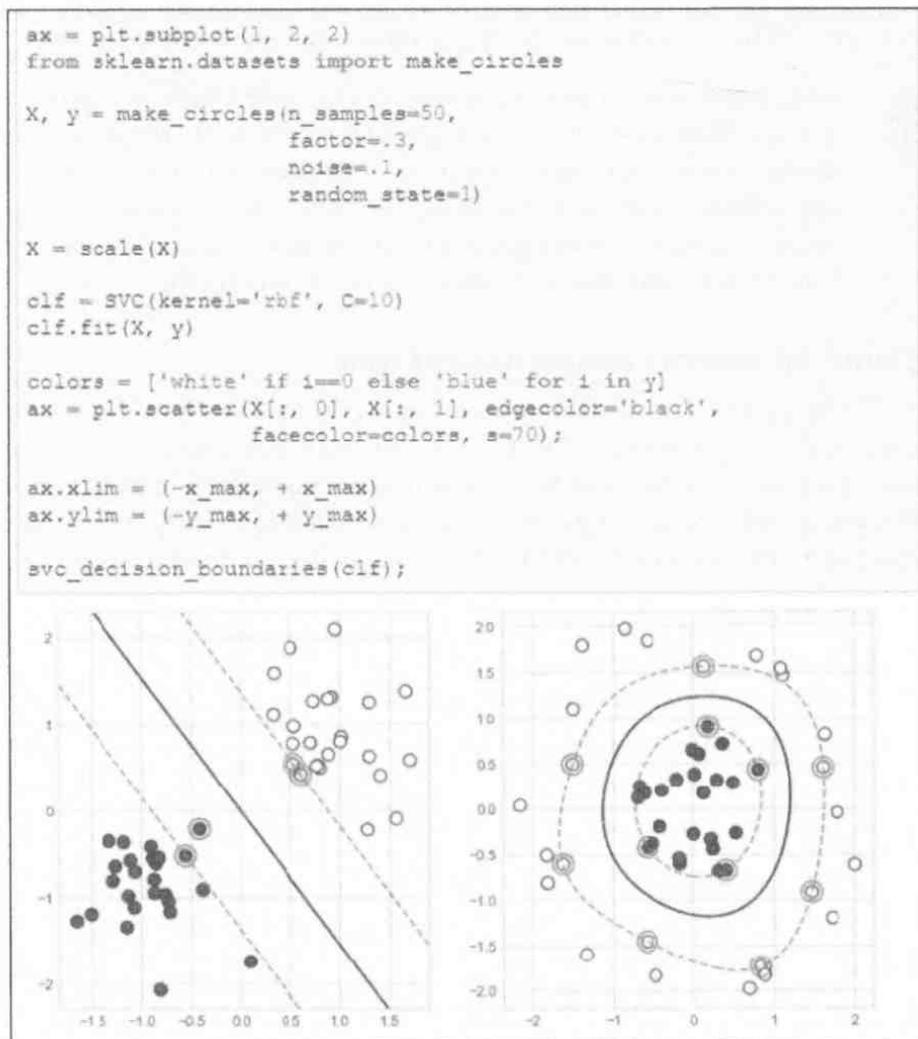 ax = plt.subplot(1, 2, 2)
from sklearn.datasets import make_circles
X, y = make_circles(n_samples=50,
factor=.3,
noise=.1,
random_state=1)
X = scale(X)
clf = SVC(kernel='rbf', C=10)
clf.fit(X, y)
colors = ['white' if i==0 else 'blue' for i in y]
ax = plt.scatter(X[:, 0], X[:, 1], edgecolor='black',
facecolor=colors, s=70);
ax.xlim = (-x_max, + x_max)
ax.ylim = (-y_max, + y_max)
svc_decision_boundaries(clf);
2
1
0
-1
-2
-1.5 -1.0 -0.5 0.0 0.5 1.0 1.5
2.0
1.5
1.0
0.5
0.0
-0.5
-1.0
-1.5
-2.0
-2 -1 0 1 2